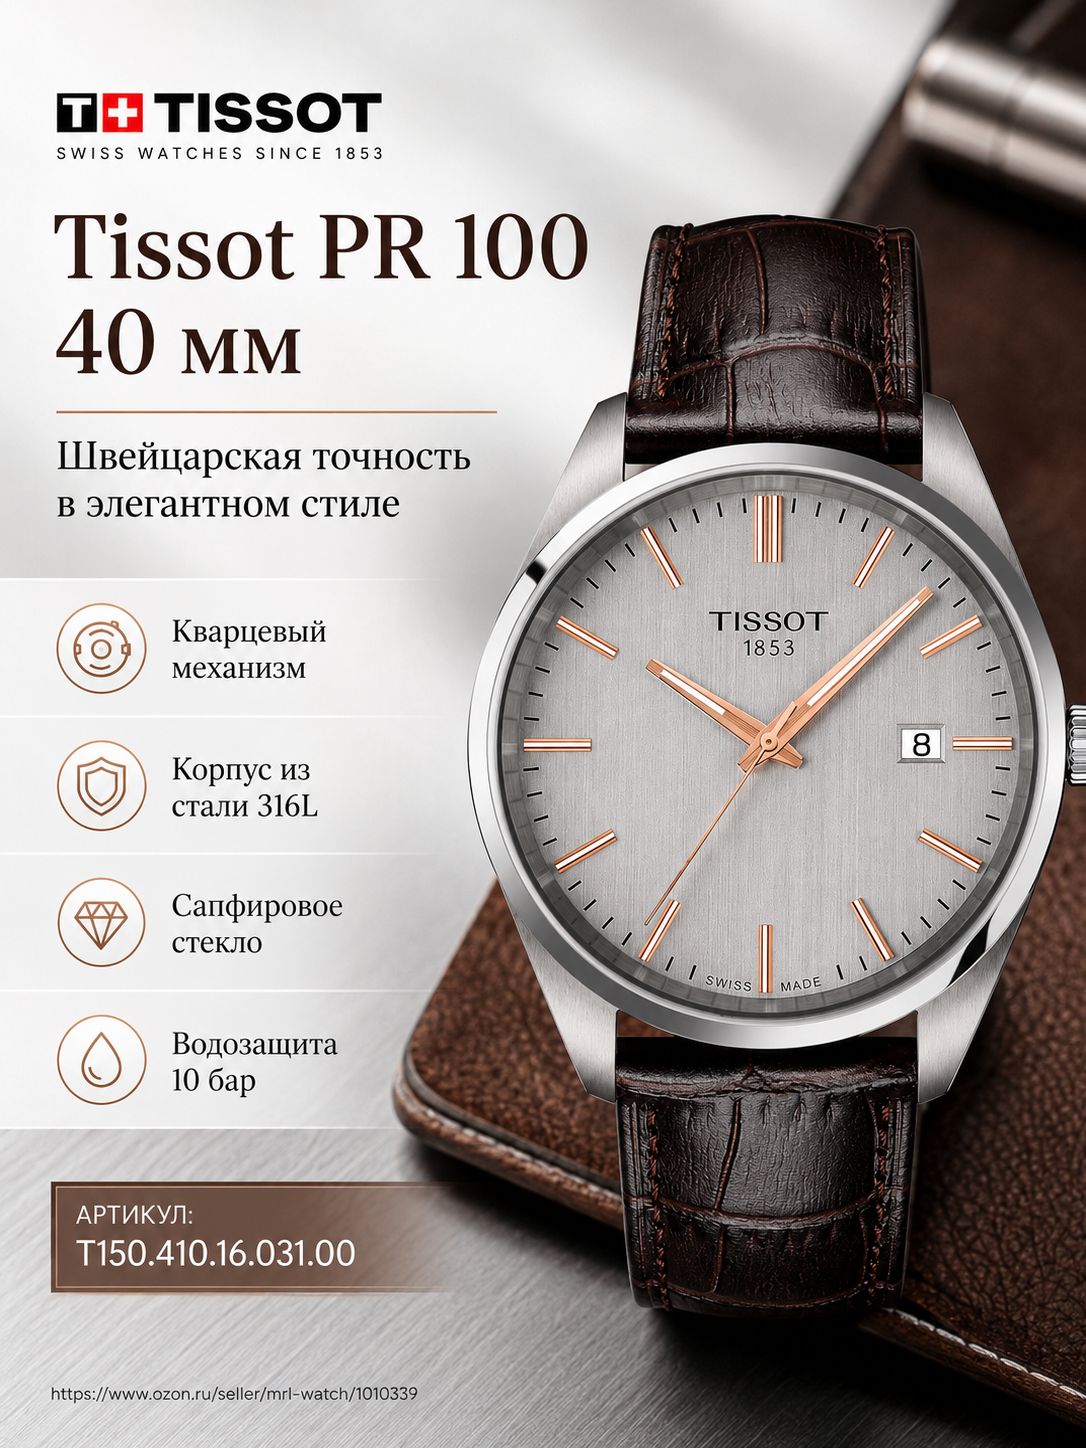 T+ TISSOT
SWISS WATCHES SINCE 1853
Tissot PR 100
40 мм
Швейцарская точность
в элегантном стиле
Кварцевый
механизм
Корпус из
стали 316L
Сапфировое
стекло
Водозащита
10 бар
АРТИКУЛ:
T150.410.16.031.00
https://www.ozon.ru/seller/mrl-watch/1010339
TISSOT
1853
8
SWISS MADE